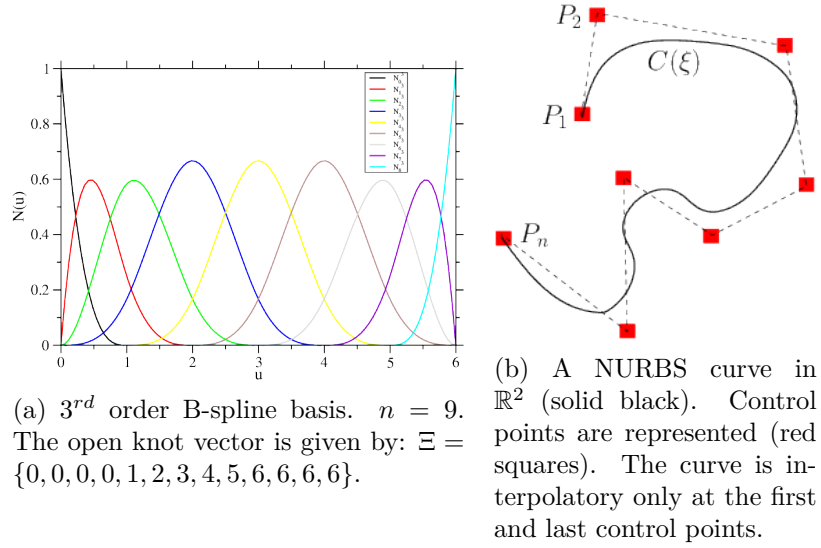 1
0.8
0.6
0.4
0.2
0
N(u)
0
1
2
3
4
5
6
u
P₂
C(ξ)
P₁
Pₙ
(a) 3ʳᵈ order B-spline basis. n = 9.
The open knot vector is given by: Ξ =
{0, 0, 0, 0, 1, 2, 3, 4, 5, 6, 6, 6, 6}.
(b) A NURBS curve in
ℝ² (solid black). Control
points are represented (red
squares). The curve is in-
terpolatory only at the first
and last control points.